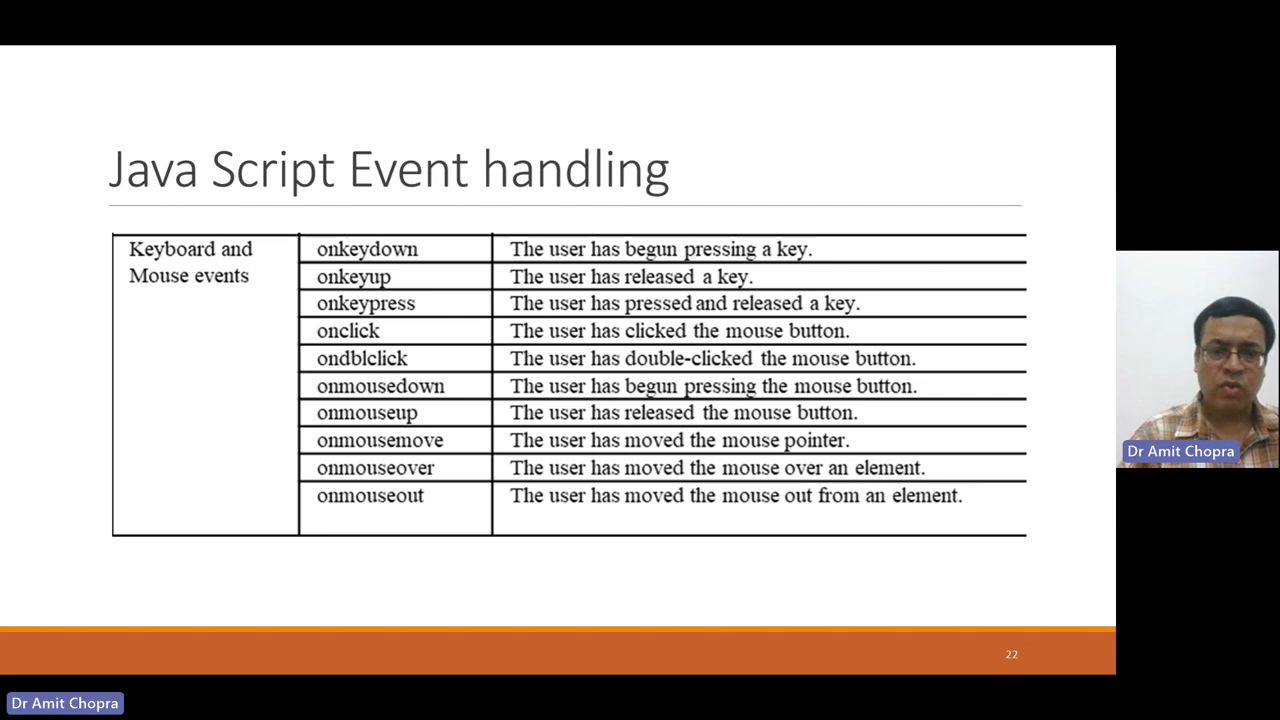 Java Script Event handling
Keyboard and
Mouse events
onkeydown The user has begun pressing a key.
onkeyup The user has released a key.
onkeypress The user has pressed and released a key.
onclick The user has clicked the mouse button.
ondblclick The user has double-clicked the mouse button.
onmousedown The user has begun pressing the mouse button.
onmouseup The user has released the mouse button.
onmousemove The user has moved the mouse pointer.
onmouseover The user has moved the mouse over an element.
onmouseout The user has moved the mouse out from an element.
22
Dr Amit Chopra
Dr Amit Chopra